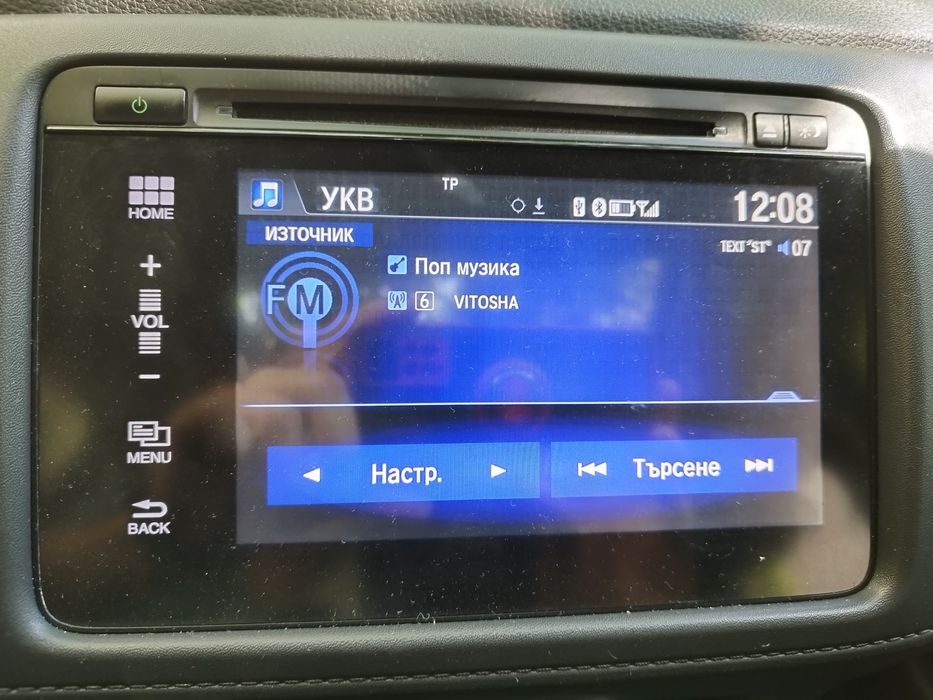 HOME
+
VOL
−
MENU
BACK
УКВ
TP
12:08
ИЗТОЧНИК
TEXT "ST" 07
FM
Поп музика
6 VITOSHA
Настр.
Търсене